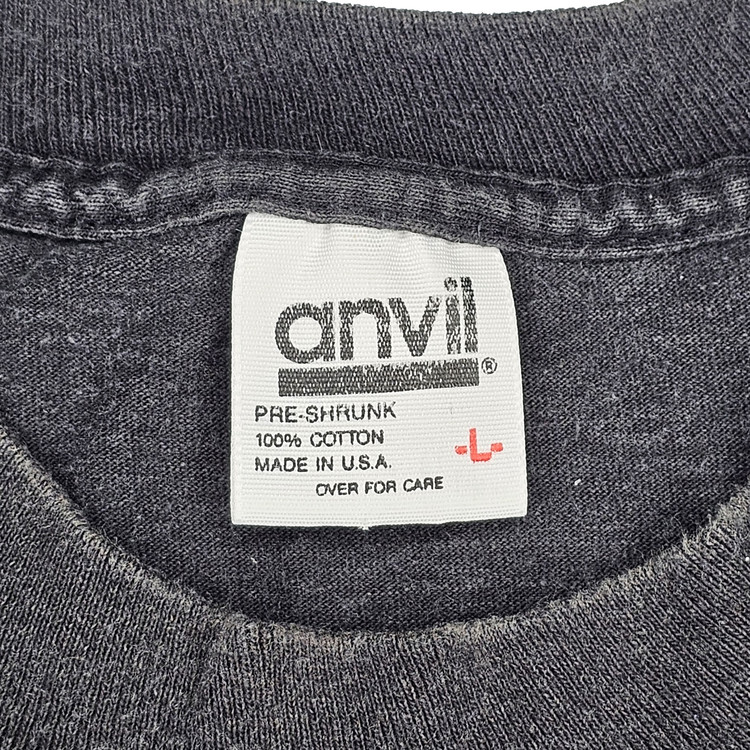 anvil®
PRE-SHRUNK
100% COTTON
MADE IN U.S.A.
-L-
OVER FOR CARE